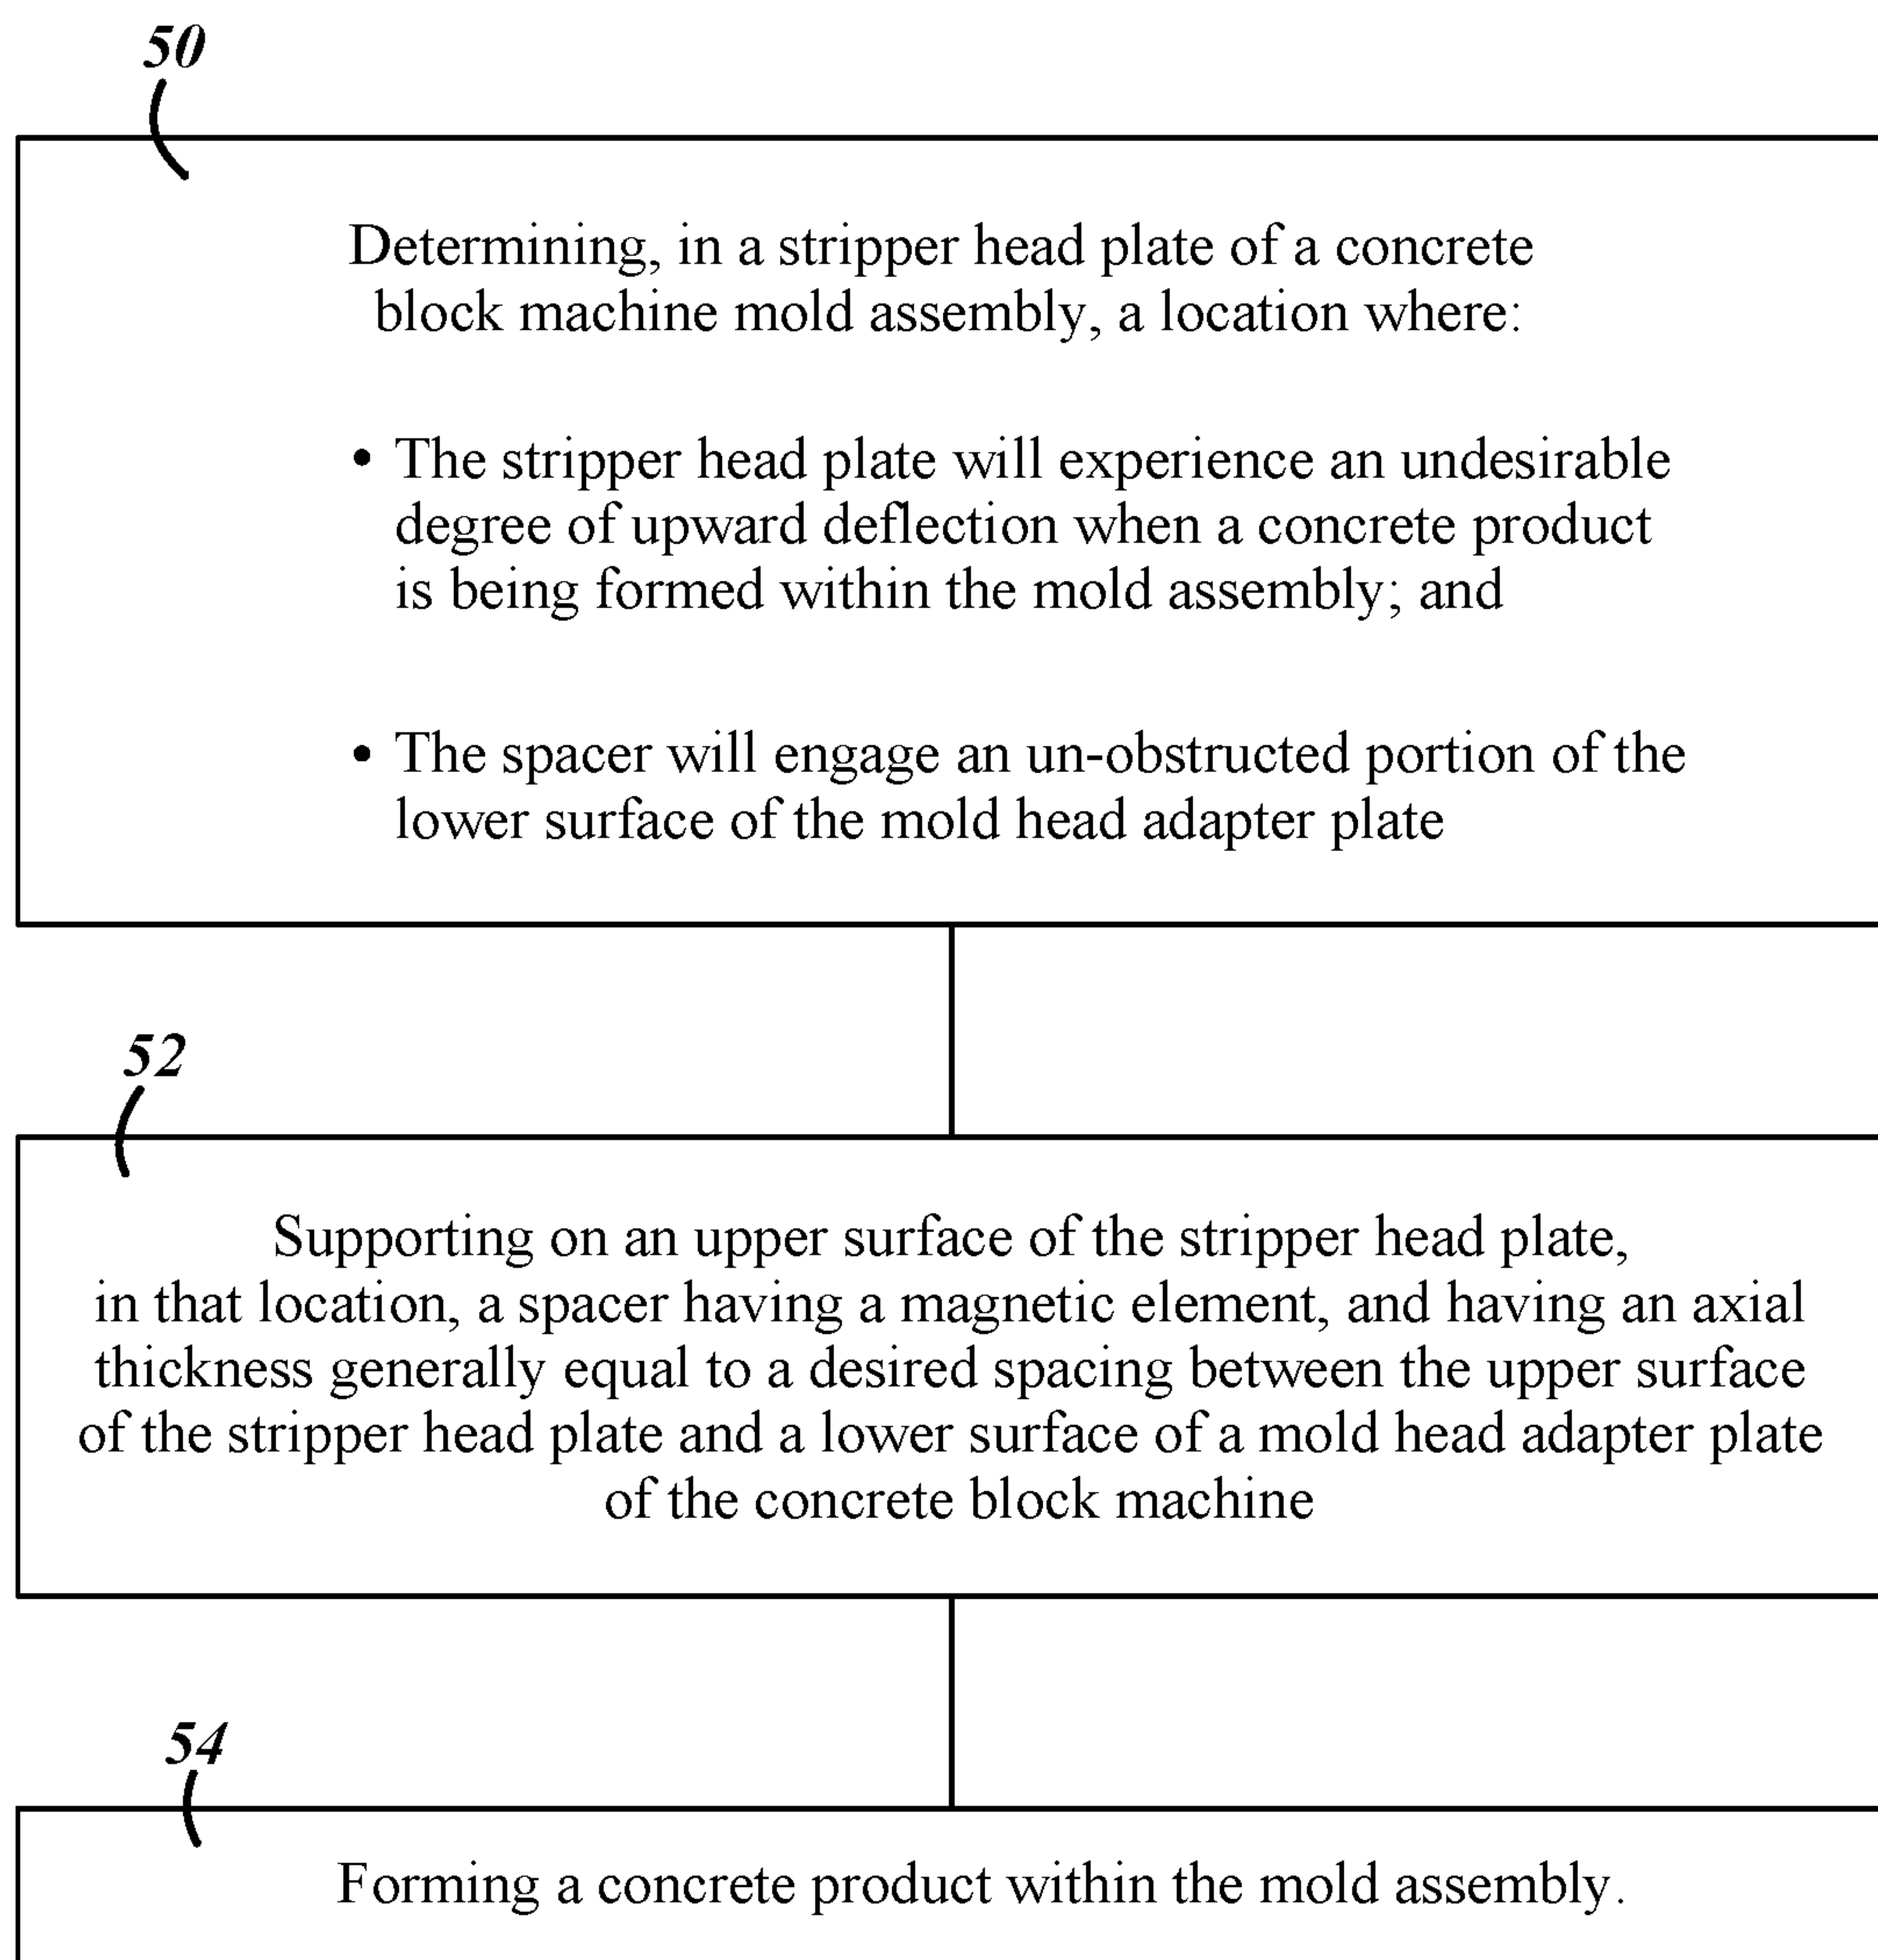 50
Determining, in a stripper head plate of a concrete
block machine mold assembly, a location where:
• The stripper head plate will experience an undesirable
degree of upward deflection when a concrete product
is being formed within the mold assembly; and
• The spacer will engage an un-obstructed portion of the
lower surface of the mold head adapter plate
52
Supporting on an upper surface of the stripper head plate,
in that location, a spacer having a magnetic element, and having an axial
thickness generally equal to a desired spacing between the upper surface
of the stripper head plate and a lower surface of a mold head adapter plate
of the concrete block machine
54
Forming a concrete product within the mold assembly.